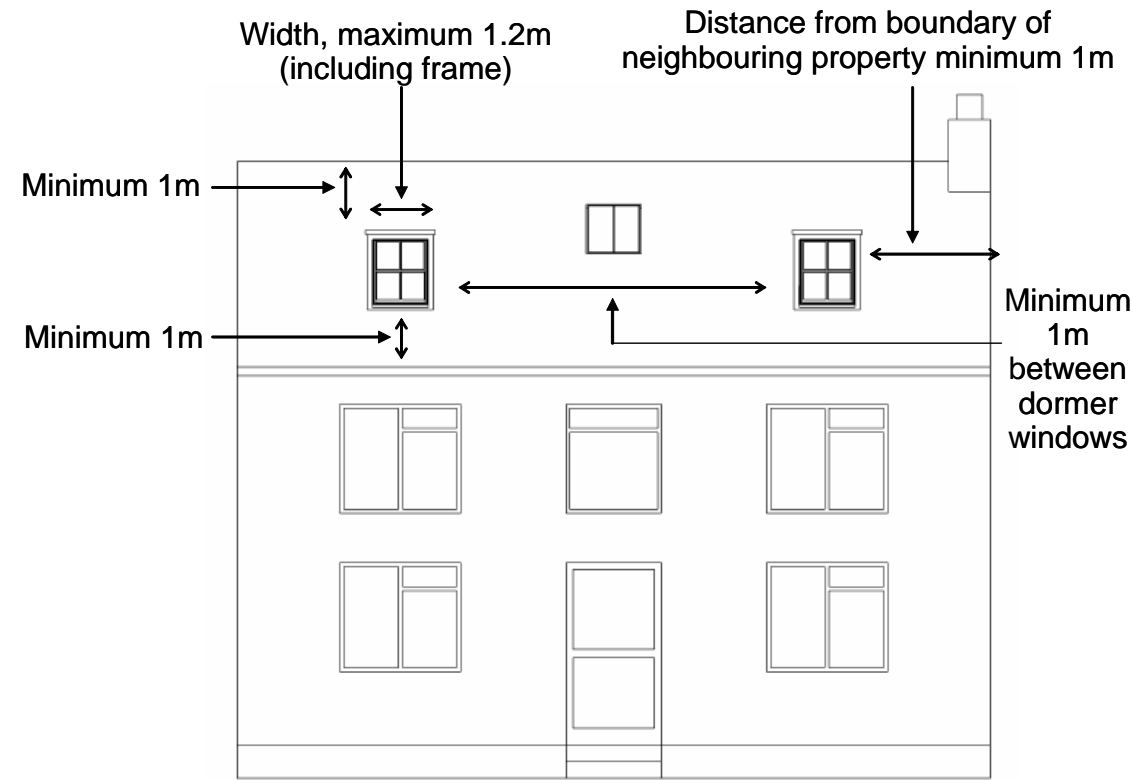 Width, maximum 1.2m
(including frame)
Distance from boundary of
neighbouring property minimum 1m
Minimum 1m
Minimum 1m
Minimum
1m
between
dormer
windows